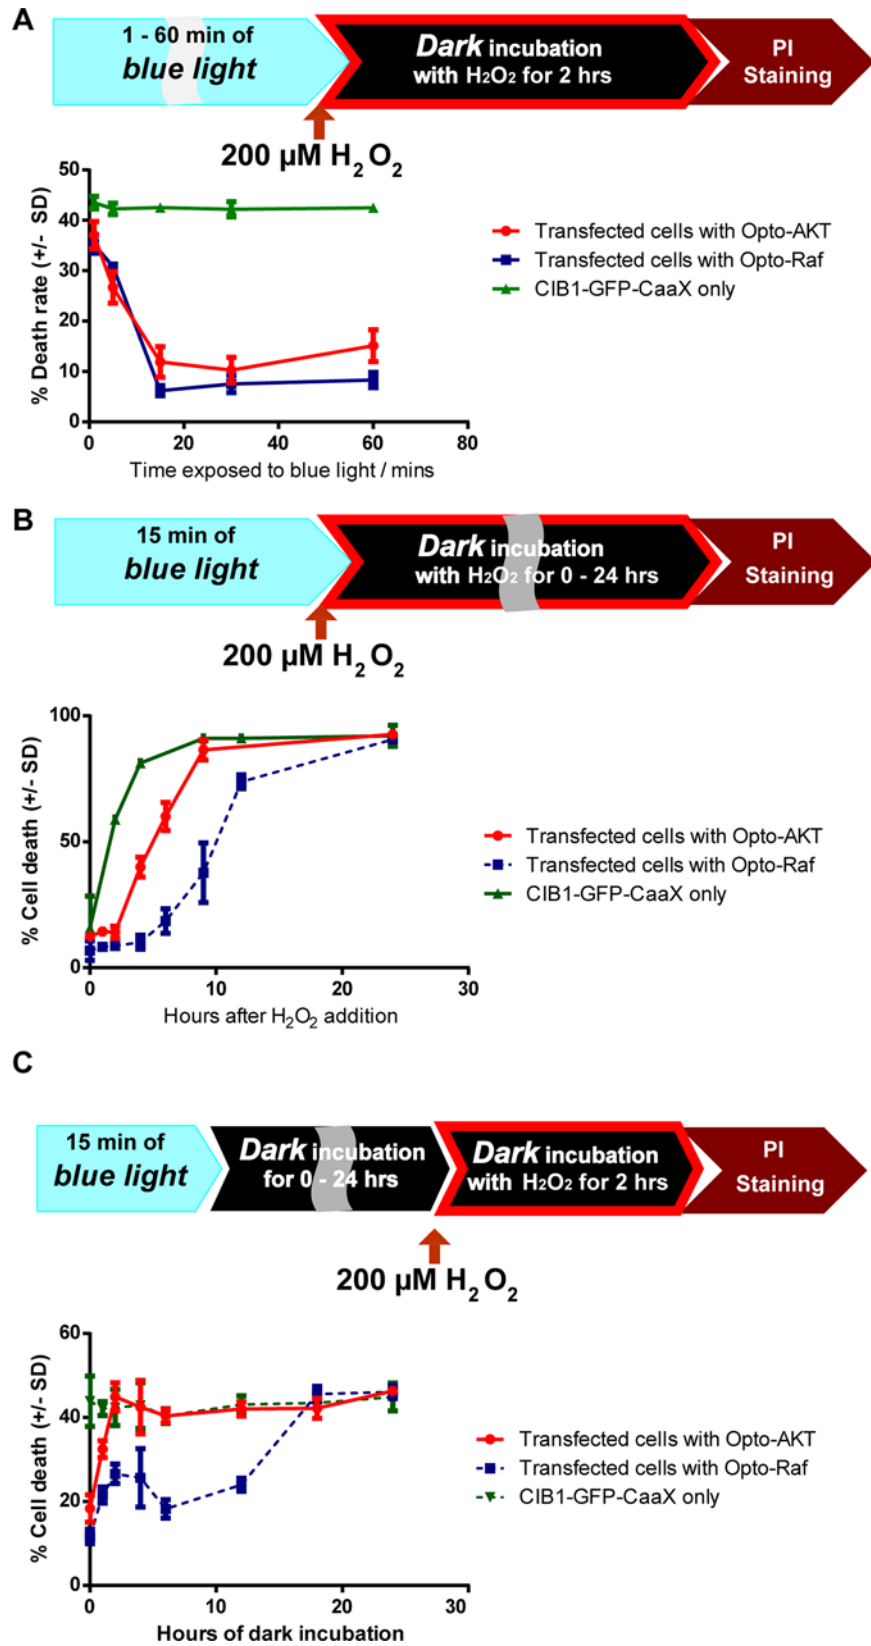 A
1 - 60 min of
blue light
Dark incubation
with H₂O₂ for 2 hrs
PI
Staining
200 µM H₂O₂
% Death rate (+/- SD)
50
40
30
20
10
0
0 20 40 60 80
Time exposed to blue light / mins
Transfected cells with Opto-AKT
Transfected cells with Opto-Raf
CIB1-GFP-CaaX only
B
15 min of
blue light
Dark incubation
with H₂O₂ for 0 - 24 hrs
PI
Staining
200 µM H₂O₂
% Cell death (+/- SD)
100
50
0
0 10 20 30
Hours after H₂O₂ addition
Transfected cells with Opto-AKT
Transfected cells with Opto-Raf
CIB1-GFP-CaaX only
C
15 min of
blue light
Dark incubation
for 0 - 24 hrs
Dark incubation
with H₂O₂ for 2 hrs
PI
Staining
200 µM H₂O₂
% Cell death (+/- SD)
60
40
20
0
0 10 20 30
Hours of dark incubation
Transfected cells with Opto-AKT
Transfected cells with Opto-Raf
CIB1-GFP-CaaX only